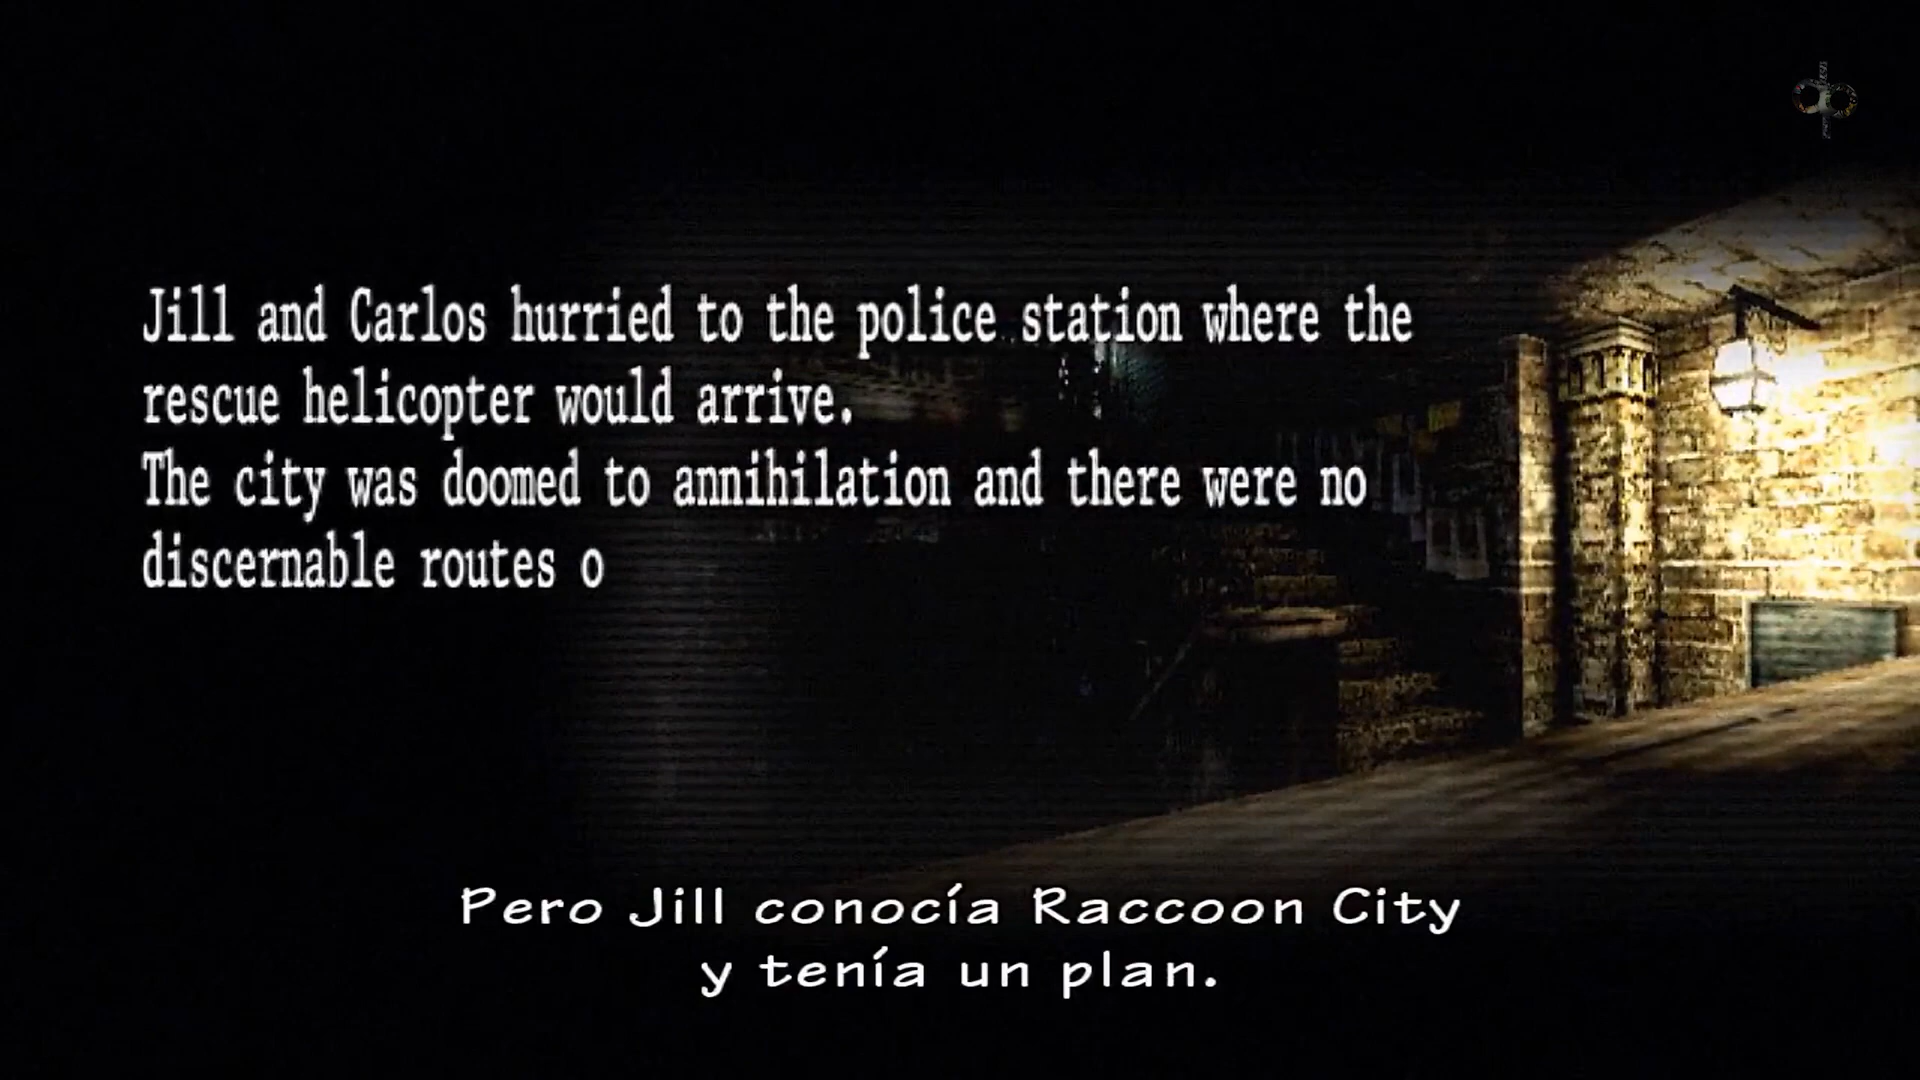 Jill and Carlos hurried to the police station where the
rescue helicopter would arrive.
The city was doomed to annihilation and there were no
discernable routes o
Pero Jill conocía Raccoon City
y tenía un plan.